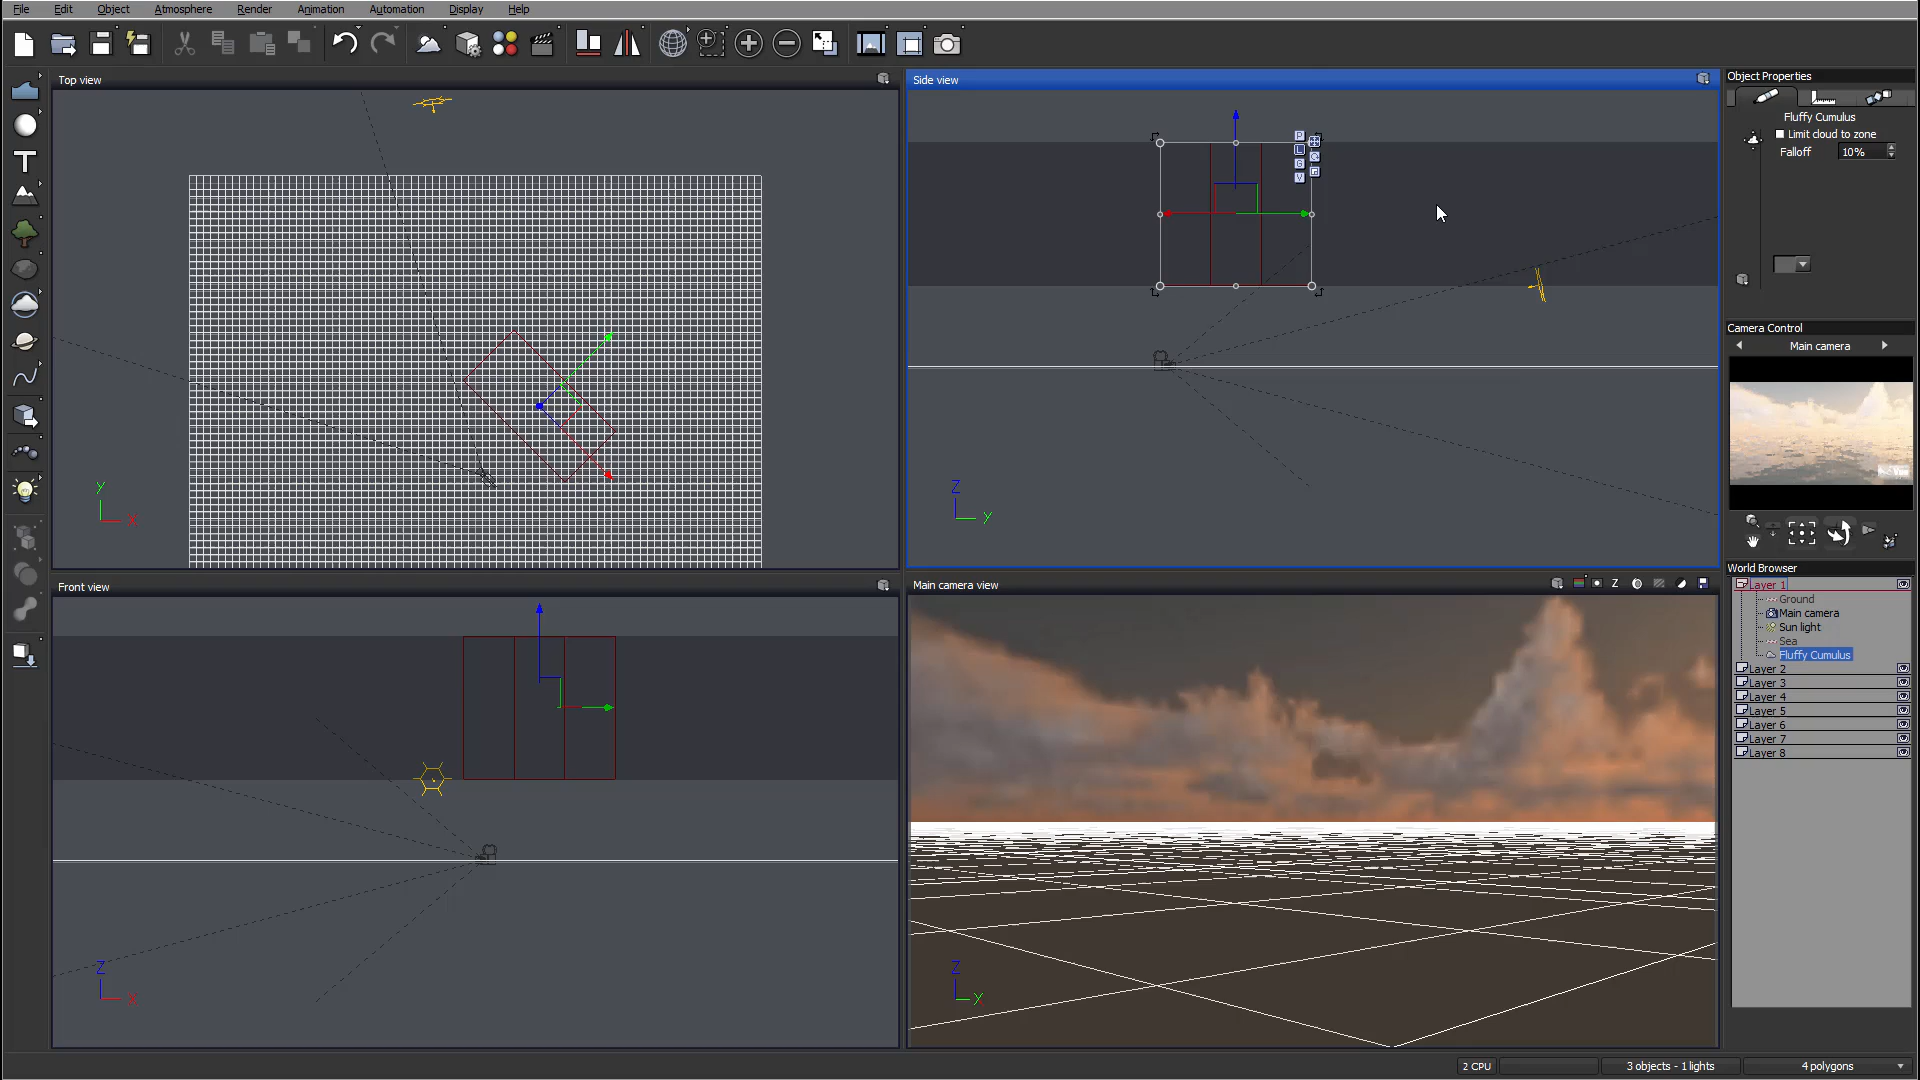 File Edit Object Atmosphere Render Animation Automation Display Help
Top view
Side view
Object Properties
Fluffy Cumulus
Limit cloud to zone
Falloff 10%
P
L
G
V
Y
X
Z
Y
Camera Control
Main camera
World Browser
Layer 1
Ground
Main camera
Sun light
Sea
Fluffy Cumulus
Layer 2
Layer 3
Layer 4
Layer 5
Layer 6
Layer 7
Layer 8
Front view
Main camera view
Z
Z
X
Z
Y
2 CPU
3 objects - 1 lights
4 polygons